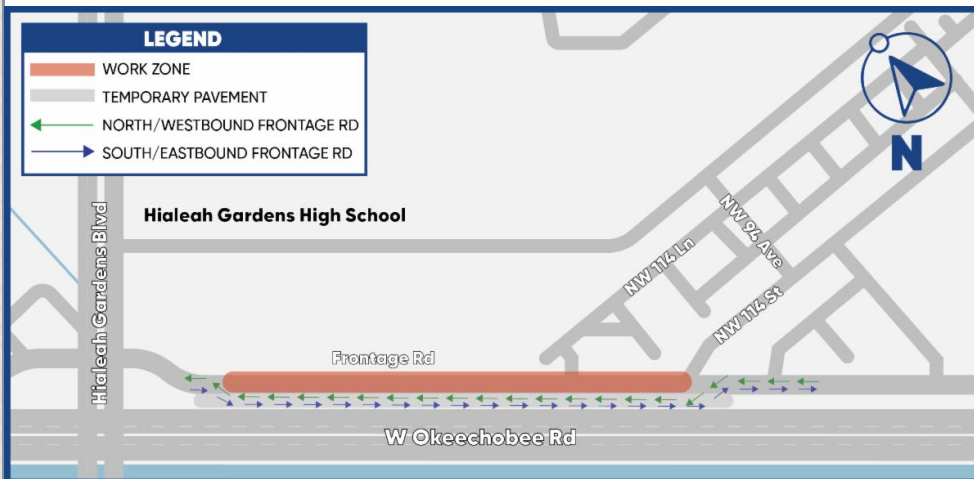 LEGEND
WORK ZONE
TEMPORARY PAVEMENT
NORTH/WESTBOUND FRONTAGE RD
SOUTH/EASTBOUND FRONTAGE RD
N
Hialeah Gardens High School
Hialeah Gardens Blvd
NW 94 Ave
NW 114 Ln
NW 114 St
Frontage Rd
W Okeechobee Rd